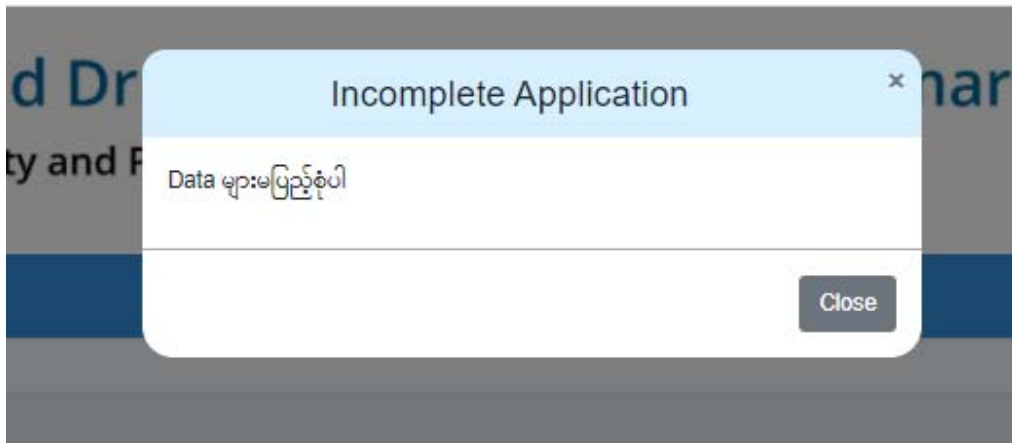 d Dr
Incomplete Application
×
nar
ty and F
Data များမပြည့်စုံပါ
Close